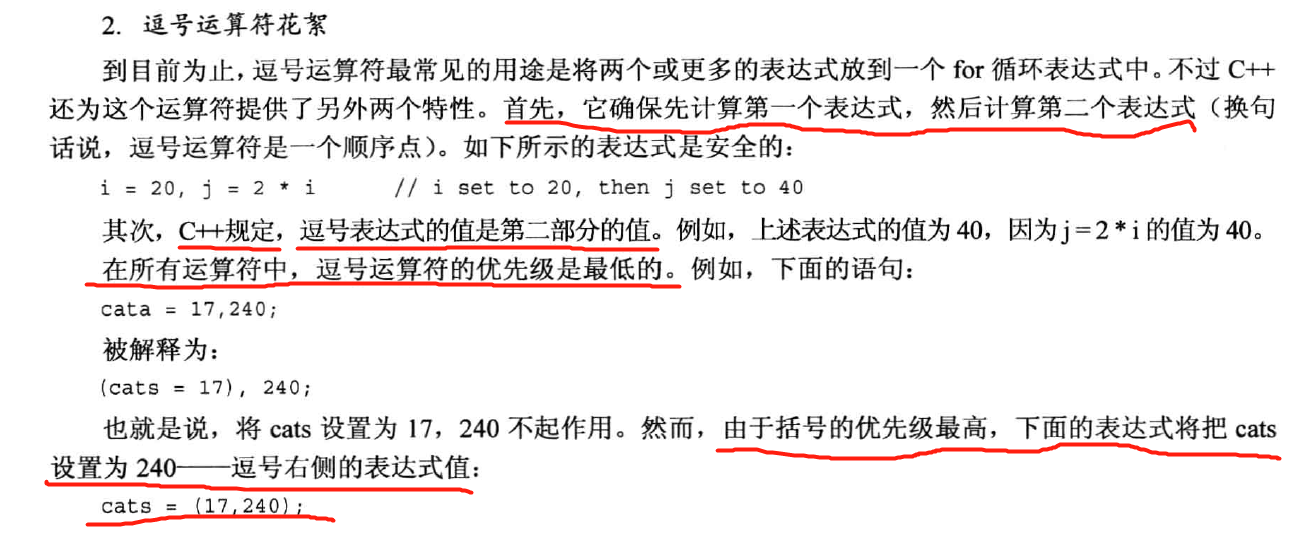 2. 逗号运算符花絮
到目前为止，逗号运算符最常见的用途是将两个或更多的表达式放到一个 for 循环表达式中。不过 C++
还为这个运算符提供了另外两个特性。首先，它确保先计算第一个表达式，然后计算第二个表达式（换句
话说，逗号运算符是一个顺序点）。如下所示的表达式是安全的：
i = 20, j = 2 * i // i set to 20, then j set to 40
其次，C++规定，逗号表达式的值是第二部分的值。例如，上述表达式的值为 40，因为 j = 2 * i 的值为 40。
在所有运算符中，逗号运算符的优先级是最低的。例如，下面的语句：
cata = 17,240;
被解释为：
(cats = 17), 240;
也就是说，将 cats 设置为 17，240 不起作用。然而，由于括号的优先级最高，下面的表达式将把 cats
设置为 240——逗号右侧的表达式值：
cats = (17,240);